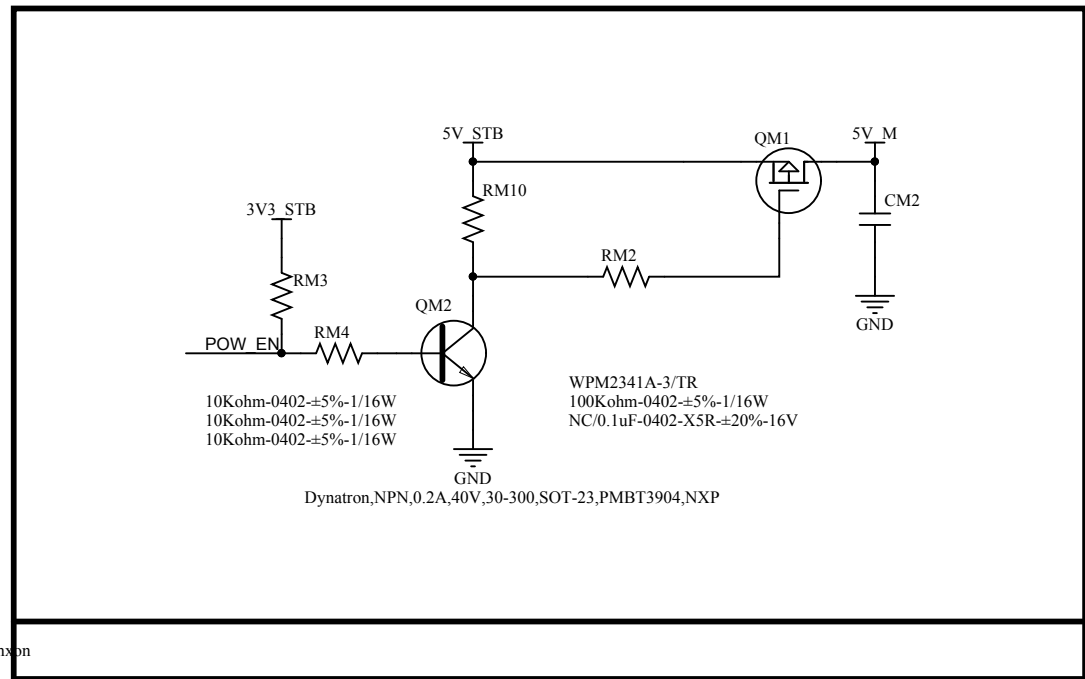 5V_STB
QM1
5V_M
RM10
CM2
3V3_STB
RM2
RM3
QM2
GND
POW_EN
RM4
10Kohm-0402-±5%-1/16W
10Kohm-0402-±5%-1/16W
10Kohm-0402-±5%-1/16W
WPM2341A-3/TR
100Kohm-0402-±5%-1/16W
NC/0.1uF-0402-X5R-±20%-16V
GND
Dynatron,NPN,0.2A,40V,30-300,SOT-23,PMBT3904,NXP